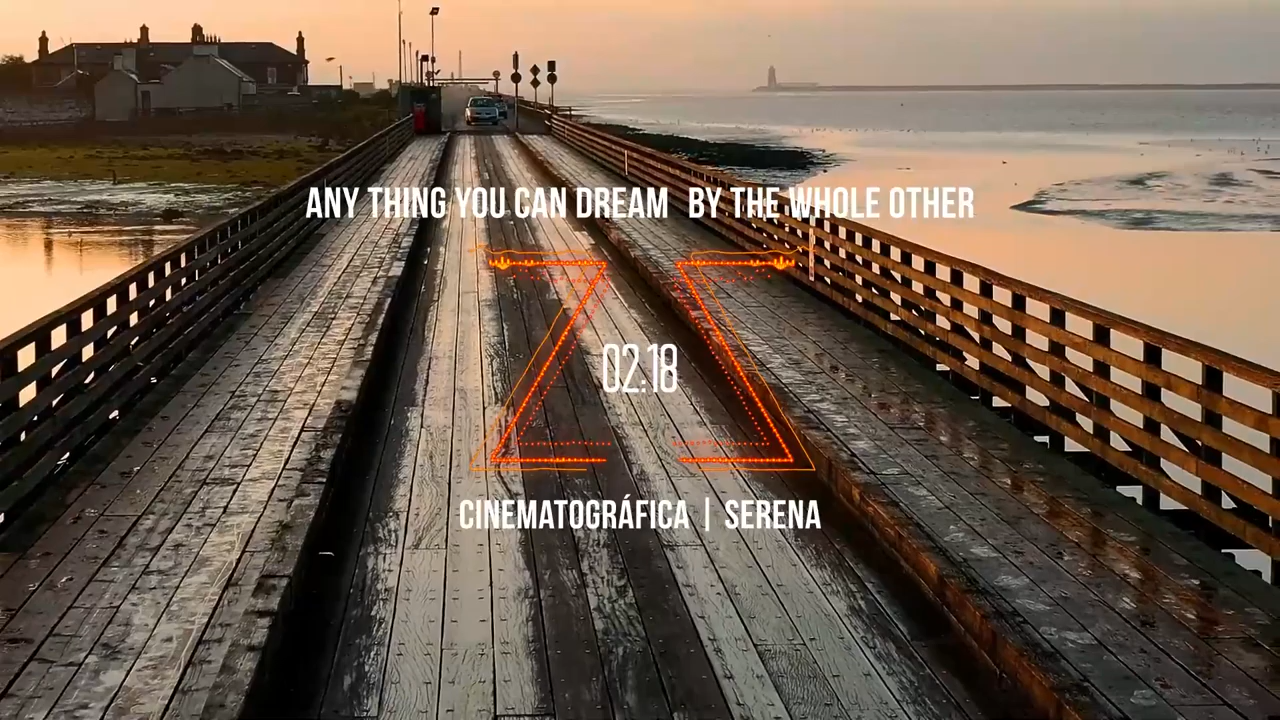 ANY THING YOU CAN DREAM BY THE WHOLE OTHER
02:18
CINEMATOGRÁFICA | SERENA